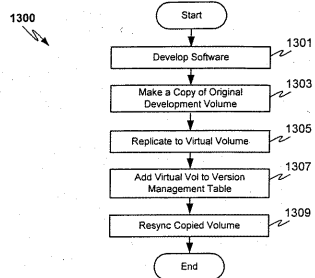 1300
Start
Develop Software
1301
Make a Copy of Original
Development Volume
1303
Replicate to Virtual Volume
1305
Add Virtual Vol to Version
Management Table
1307
Resync Copied Volume
1309
End